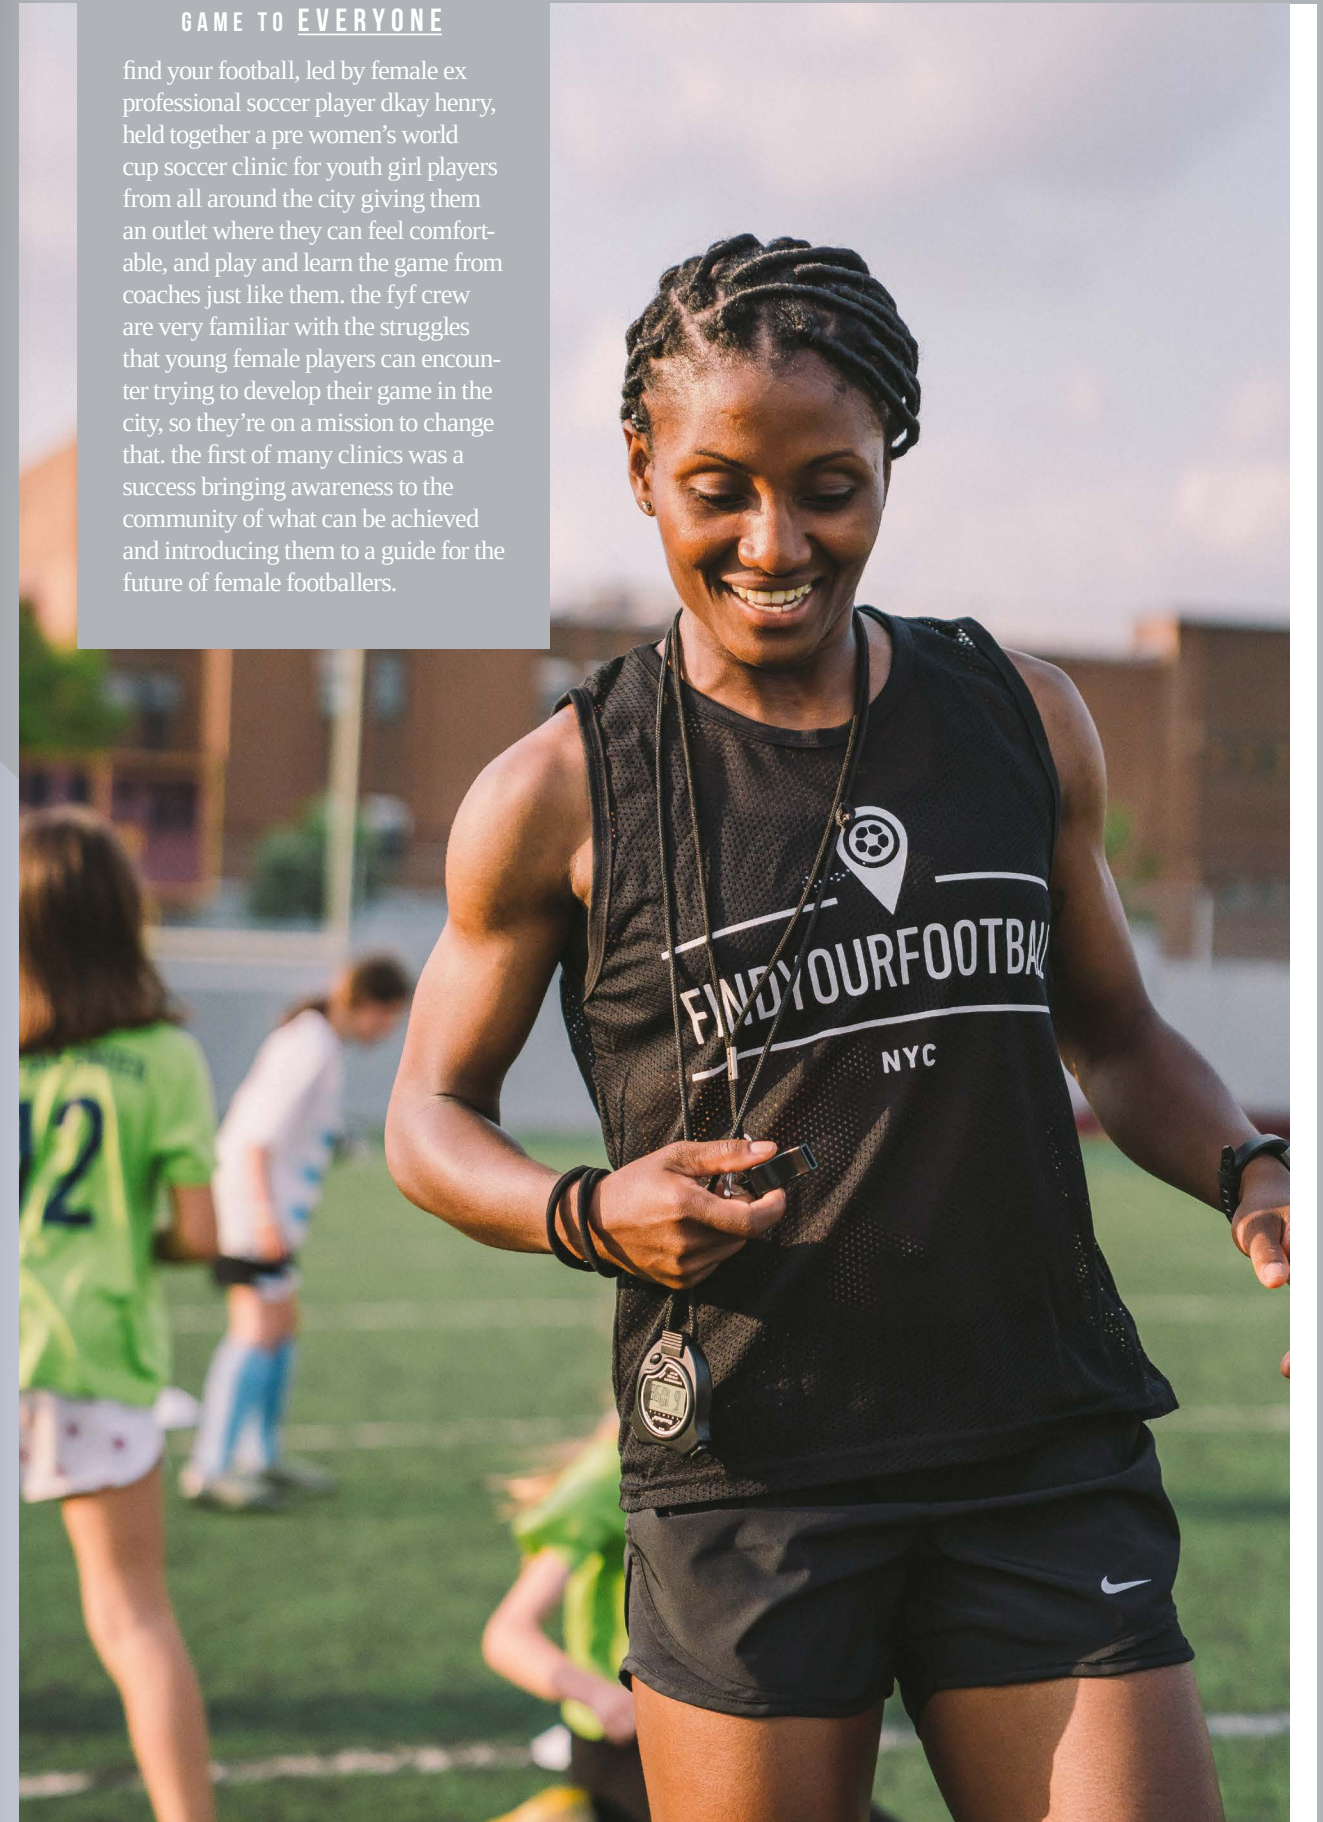 GAME TO EVERYONE
find your football, led by female ex
professional soccer player dkay henry,
held together a pre women’s world
cup soccer clinic for youth girl players
from all around the city giving them
an outlet where they can feel comfort-
able, and play and learn the game from
coaches just like them. the fyf crew
are very familiar with the struggles
that young female players can encoun-
ter trying to develop their game in the
city, so they’re on a mission to change
that. the first of many clinics was a
success bringing awareness to the
community of what can be achieved
and introducing them to a guide for the
future of female footballers.
FINDYOURFOOTBAL
NYC
12